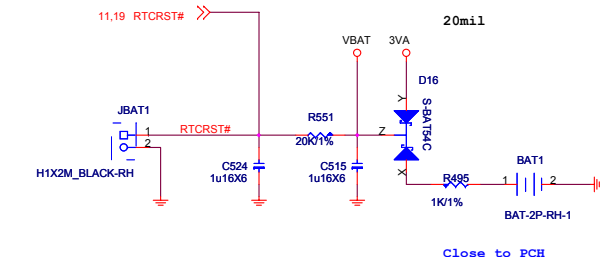 11,19 RTCRST#
20mil
VBAT
3VA
D16
S-BAT54C
Y
Z
X
JBAT1
1
2
RTCRST#
H1X2M_BLACK-RH
R551
20K/1%
C524
1u16X6
C515
1u16X6
R495
1K/1%
BAT1
1
2
BAT-2P-RH-1
Close to PCH